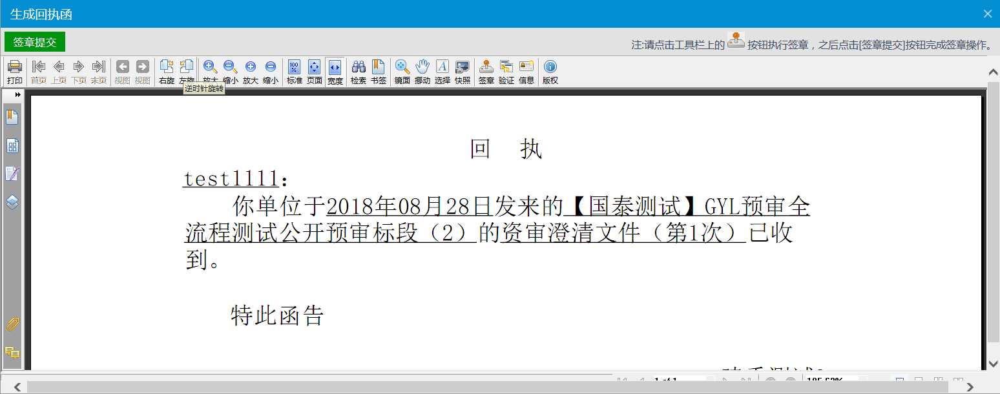 生成回执函
签章提交
注:请点击工具栏上的 按钮执行签章，之后点击[签章提交]按钮完成签章操作。
打印 首页 上页 下页 末页 视图 视图 右旋 左旋 放大 缩小 放大 缩小 标准 页面 宽度 检索 书签 镜面 挪动 选择 快照 签章 验证 信息 版权
逆时针旋转
回 执
test1111：
你单位于2018年08月28日发来的【国泰测试】GYL预审全
流程测试公开预审标段（2）的资审澄清文件（第1次）已收
到。
特此函告
1 of 1